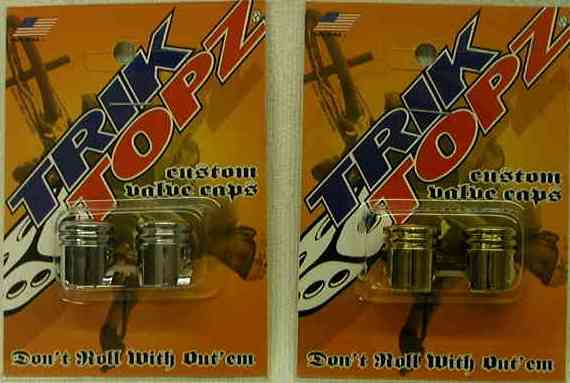 TRIK
TOPZ®
custom
valve caps
Don't Roll With Out'em
TRIK
TOPZ®
custom
valve caps
Don't Roll With Out'em